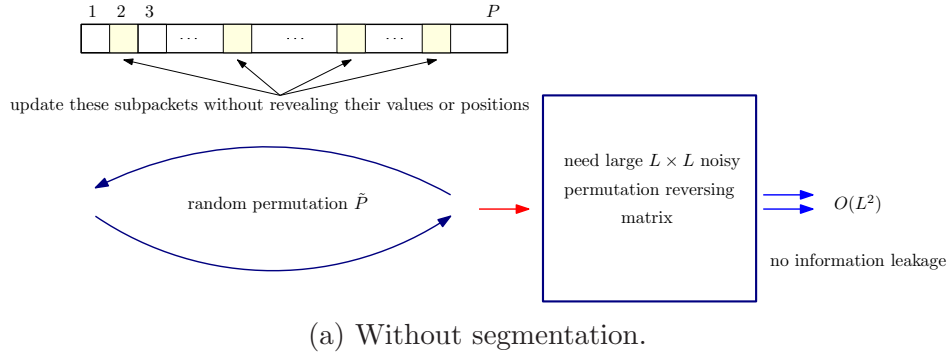 1 2 3 P
... ... ... ...
update these subpackets without revealing their values or positions
need large L × L noisy
permutation reversing
matrix
random permutation P̃
O(L²)
no information leakage
(a) Without segmentation.